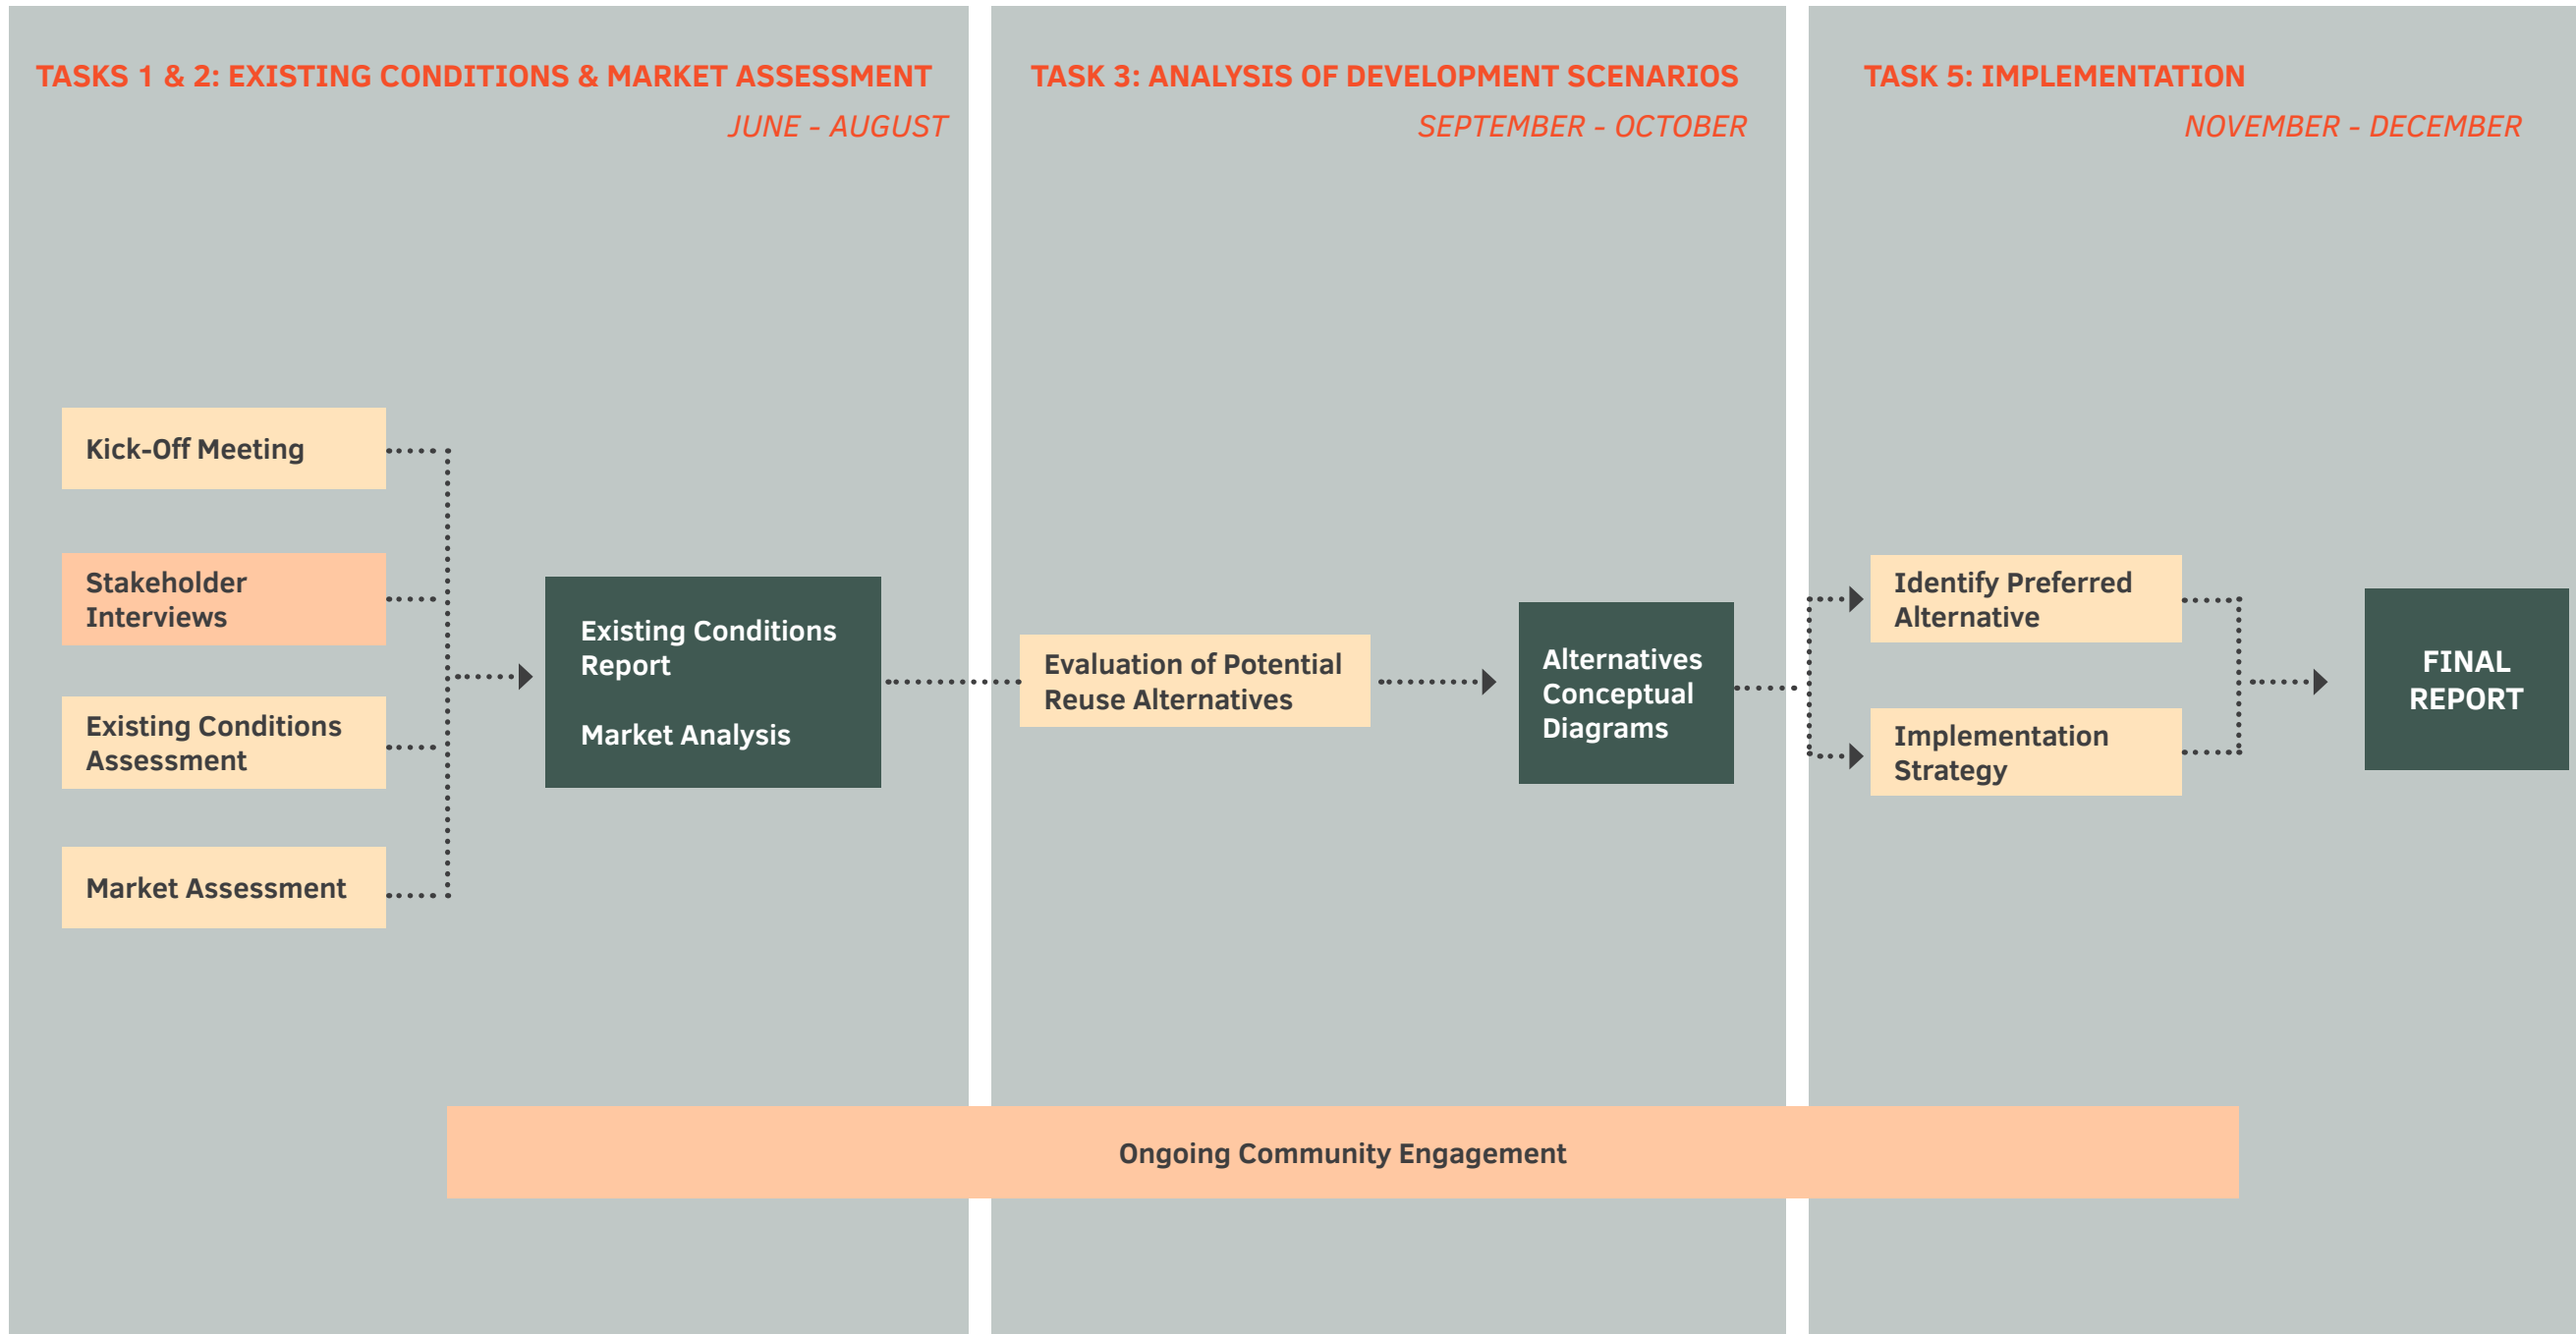 TASKS 1 & 2: EXISTING CONDITIONS & MARKET ASSESSMENT
JUNE - AUGUST
Kick-Off Meeting
Stakeholder
Interviews
Existing Conditions
Assessment
Market Assessment
Existing Conditions
Report
Market Analysis
TASK 3: ANALYSIS OF DEVELOPMENT SCENARIOS
SEPTEMBER - OCTOBER
Evaluation of Potential
Reuse Alternatives
Alternatives
Conceptual
Diagrams
TASK 5: IMPLEMENTATION
NOVEMBER - DECEMBER
Identify Preferred
Alternative
Implementation
Strategy
FINAL
REPORT
Ongoing Community Engagement